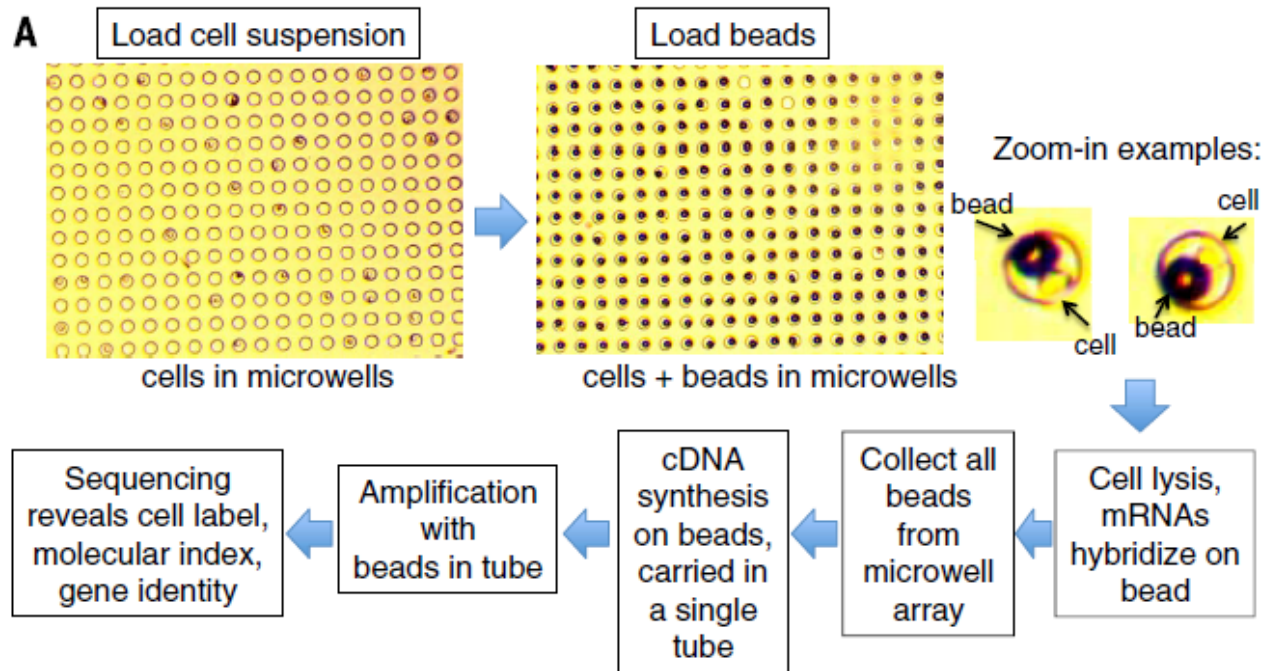 A
Load cell suspension
Load beads
cells in microwells
cells + beads in microwells
Zoom-in examples:
bead
cell
cell
bead
Cell lysis,
mRNAs
hybridize on
bead
Collect all
beads
from
microwell
array
cDNA
synthesis
on beads,
carried in
a single
tube
Amplification
with
beads in tube
Sequencing
reveals cell label,
molecular index,
gene identity